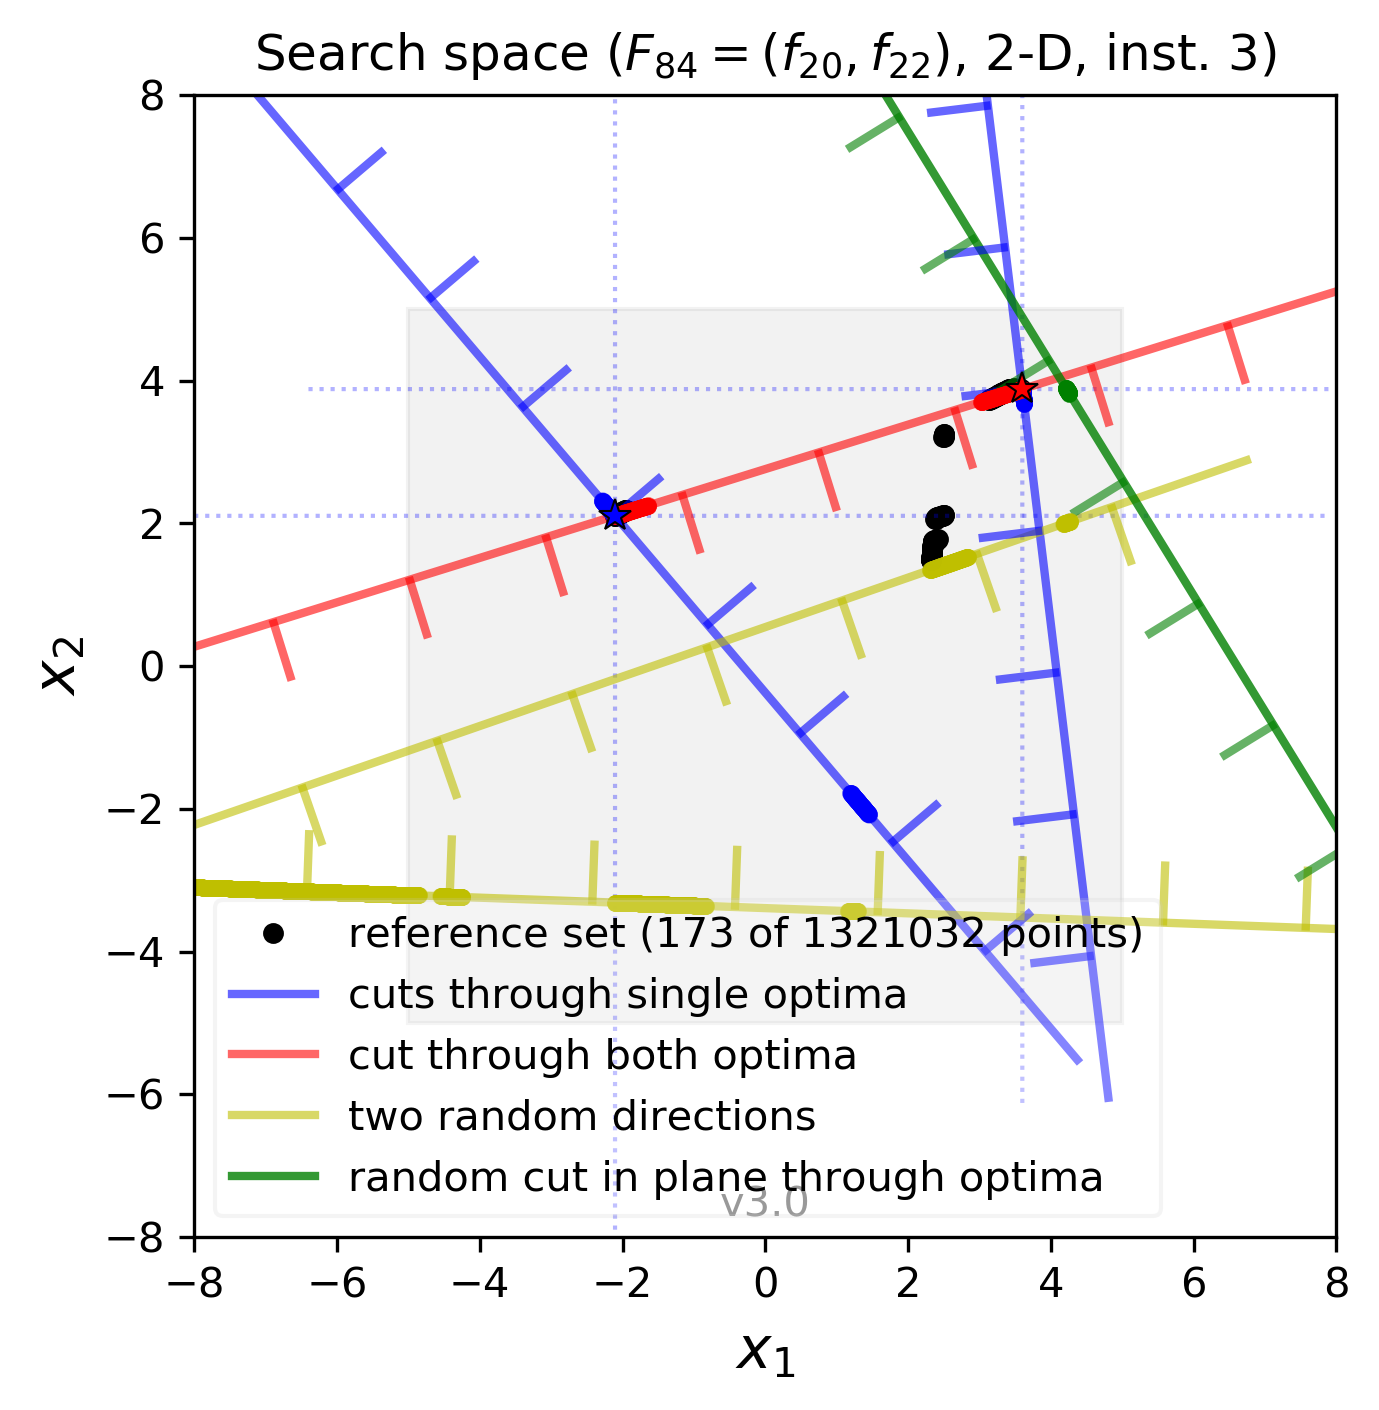 Search space (F₈₄ = (f₂₀, f₂₂), 2-D, inst. 3)
8
6
4
2
0
−2
−4
−6
−8
x₂
reference set (173 of 1321032 points)
cuts through single optima
cut through both optima
two random directions
random cut in plane through optima
v3.0
−8 −6 −4 −2 0 2 4 6 8
x₁